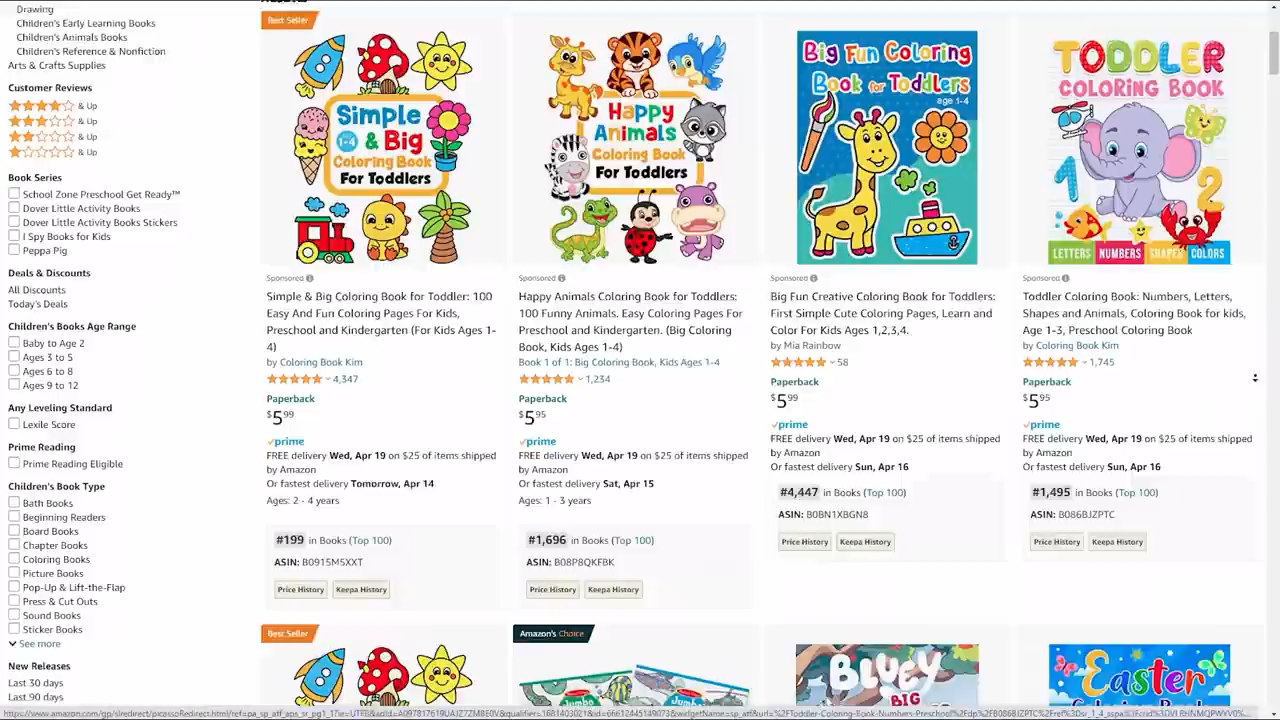 Drawing
Children's Early Learning Books
Children's Animals Books
Children's Reference & Nonfiction
Arts & Crafts Supplies
Customer Reviews
& Up
& Up
& Up
& Up
Book Series
School Zone Preschool Get Ready™
Dover Little Activity Books
Dover Little Activity Books Stickers
I Spy Books for Kids
Peppa Pig
Deals & Discounts
All Discounts
Today's Deals
Children's Books Age Range
Baby to Age 2
Ages 3 to 5
Ages 6 to 8
Ages 9 to 12
Any Leveling Standard
Lexile Score
Prime Reading
Prime Reading Eligible
Children's Book Type
Bath Books
Beginning Readers
Board Books
Chapter Books
Coloring Books
Picture Books
Pop-Up & Lift-the-Flap
Press & Cut Outs
Sound Books
Sticker Books
See more
New Releases
Last 30 days
Last 90 days
Best Seller
Simple
1-4 & Big
Coloring Book
For Toddlers
Sponsored
Simple & Big Coloring Book for Toddler: 100
Easy And Fun Coloring Pages For Kids,
Preschool and Kindergarten (For Kids Ages 1-
4)
by Coloring Book Kim
4,347
Paperback
$5 99
prime
FREE delivery Wed, Apr 19 on $25 of items shipped
by Amazon
Or fastest delivery Tomorrow, Apr 14
Ages: 2 - 4 years
#199 in Books (Top 100)
ASIN: B0915M5XXT
Price History Keepa History
Happy
Animals
Coloring Book
For Toddlers
Sponsored
Happy Animals Coloring Book for Toddlers:
100 Funny Animals. Easy Coloring Pages For
Preschool and Kindergarten. (Big Coloring
Book, Kids Ages 1-4)
Book 1 of 1: Big Coloring Book, Kids Ages 1-4
1,234
Paperback
$5 95
prime
FREE delivery Wed, Apr 19 on $25 of items shipped
by Amazon
Or fastest delivery Sat, Apr 15
Ages: 1 - 3 years
#1,696 in Books (Top 100)
ASIN: B08P8QKFBK
Price History Keepa History
Big Fun Coloring
Book for Toddlers
age 1-4
Sponsored
Big Fun Creative Coloring Book for Toddlers:
First Simple Cute Coloring Pages, Learn and
Color For Kids Ages 1,2,3,4.
by Mia Rainbow
58
Paperback
$5 99
prime
FREE delivery Wed, Apr 19 on $25 of items shipped
by Amazon
Or fastest delivery Sun, Apr 16
#4,447 in Books (Top 100)
ASIN: B0BN1XBGN8
Price History Keepa History
TODDLER
COLORING BOOK
1
2
LETTERS NUMBERS SHAPES COLORS
Sponsored
Toddler Coloring Book: Numbers, Letters,
Shapes and Animals, Coloring Book for kids,
Age 1-3, Preschool Coloring Book
by Coloring Book Kim
1,745
Paperback
$5 95
prime
FREE delivery Wed, Apr 19 on $25 of items shipped
by Amazon
Or fastest delivery Sun, Apr 16
#1,495 in Books (Top 100)
ASIN: B086BJZPTC
Price History Keepa History
Best Seller
Amazon's Choice
Jumbo
Jumbo
BLUEY
BIG
Easter